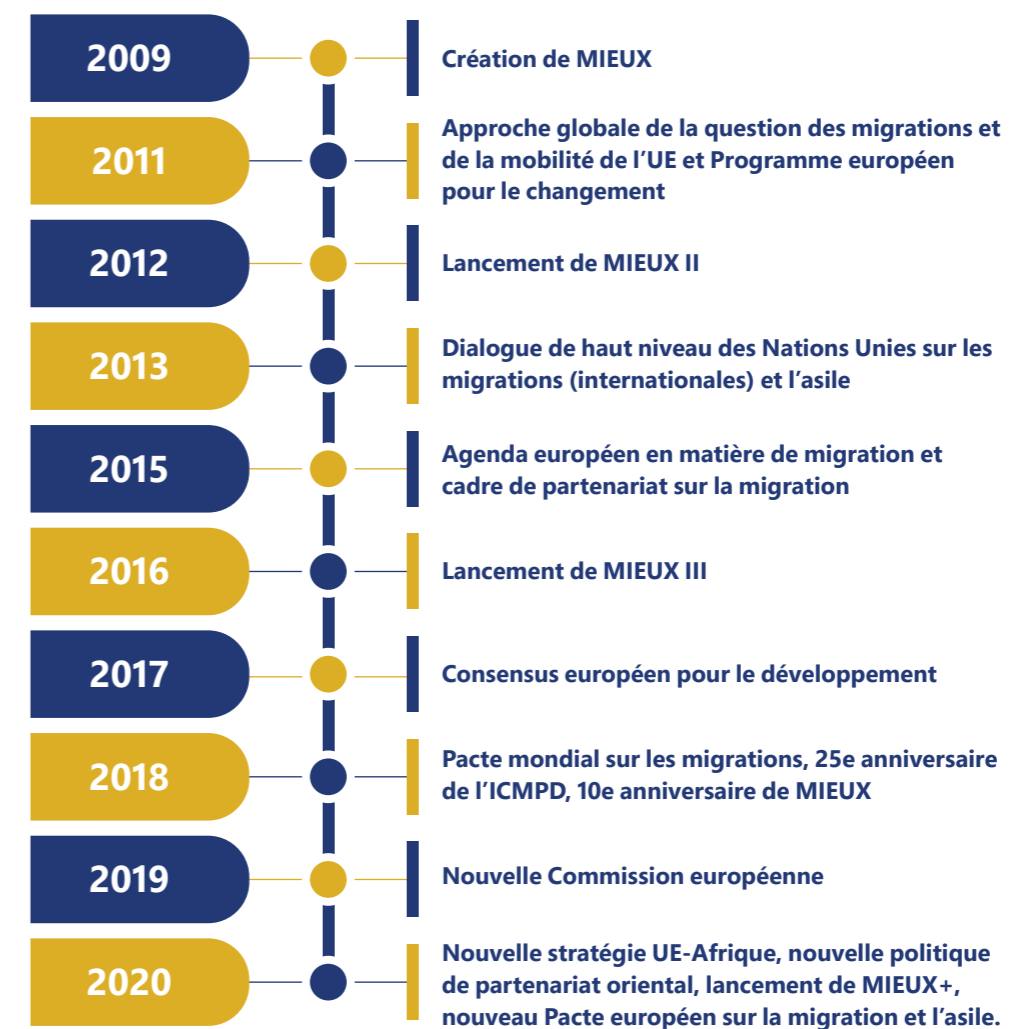 2009
Création de MIEUX
2011
Approche globale de la question des migrations et
de la mobilité de l’UE et Programme européen
pour le changement
2012
Lancement de MIEUX II
2013
Dialogue de haut niveau des Nations Unies sur les
migrations (internationales) et l’asile
2015
Agenda européen en matière de migration et
cadre de partenariat sur la migration
2016
Lancement de MIEUX III
2017
Consensus européen pour le développement
2018
Pacte mondial sur les migrations, 25e anniversaire
de l’ICMPD, 10e anniversaire de MIEUX
2019
Nouvelle Commission européenne
2020
Nouvelle stratégie UE-Afrique, nouvelle politique
de partenariat oriental, lancement de MIEUX+,
nouveau Pacte européen sur la migration et l’asile.